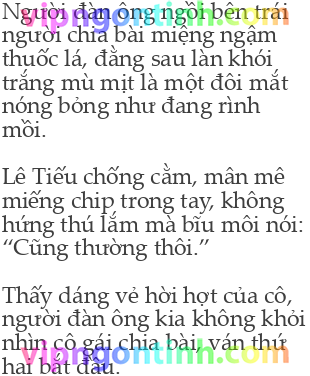 Người đàn ông ngồi bên trái
người chia bài miệng ngậm
thuốc lá, đằng sau làn khói
trắng mù mịt là một đôi mắt
nóng bỏng như đang rình
mồi.
Lê Tiếu chống cằm, mân mê
miếng chip trong tay, không
hứng thú lắm mà bĩu môi nói:
“Cũng thường thôi.”
Thấy dáng vẻ hời hợt của cô,
người đàn ông kia không khỏi
nhìn cô gái chia bài, ván thứ
hai bắt đầu.
vipngontinh.com
vipngontinh.com